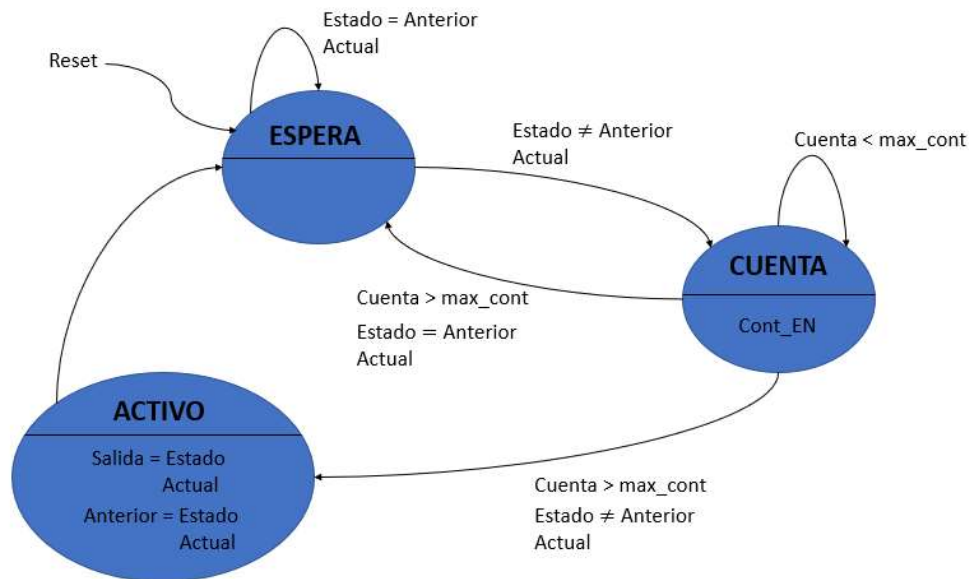 Estado = Anterior
Actual
Reset
ESPERA
Estado ≠ Anterior
Actual
Cuenta < max_cont
CUENTA
Cont_EN
Cuenta > max_cont
Estado = Anterior
Actual
ACTIVO
Salida = Estado
Actual
Anterior = Estado
Actual
Cuenta > max_cont
Estado ≠ Anterior
Actual